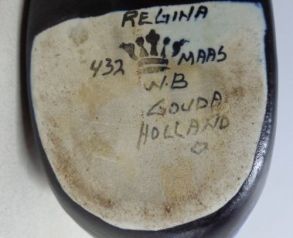 REGINA
432 MAAS
W.B
GOUDA
HOLLAND